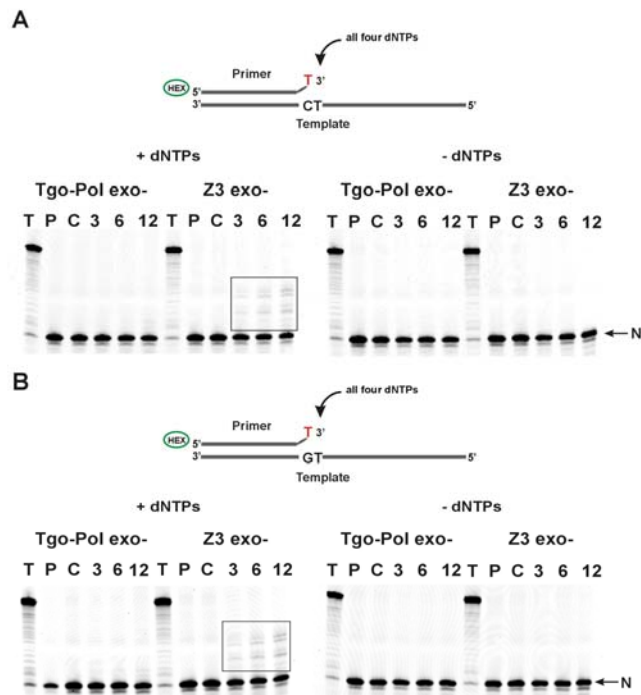 A
all four dNTPs
HEX 5' Primer T 3'
3' CT 5'
Template
+ dNTPs - dNTPs
Tgo-Pol exo- Z3 exo- Tgo-Pol exo- Z3 exo-
T P C 3 6 12 T P C 3 6 12 T P C 3 6 12 T P C 3 6 12
N
B
all four dNTPs
HEX 5' Primer T 3'
3' GT 5'
Template
+ dNTPs - dNTPs
Tgo-Pol exo- Z3 exo- Tgo-Pol exo- Z3 exo-
T P C 3 6 12 T P C 3 6 12 T P C 3 6 12 T P C 3 6 12
N